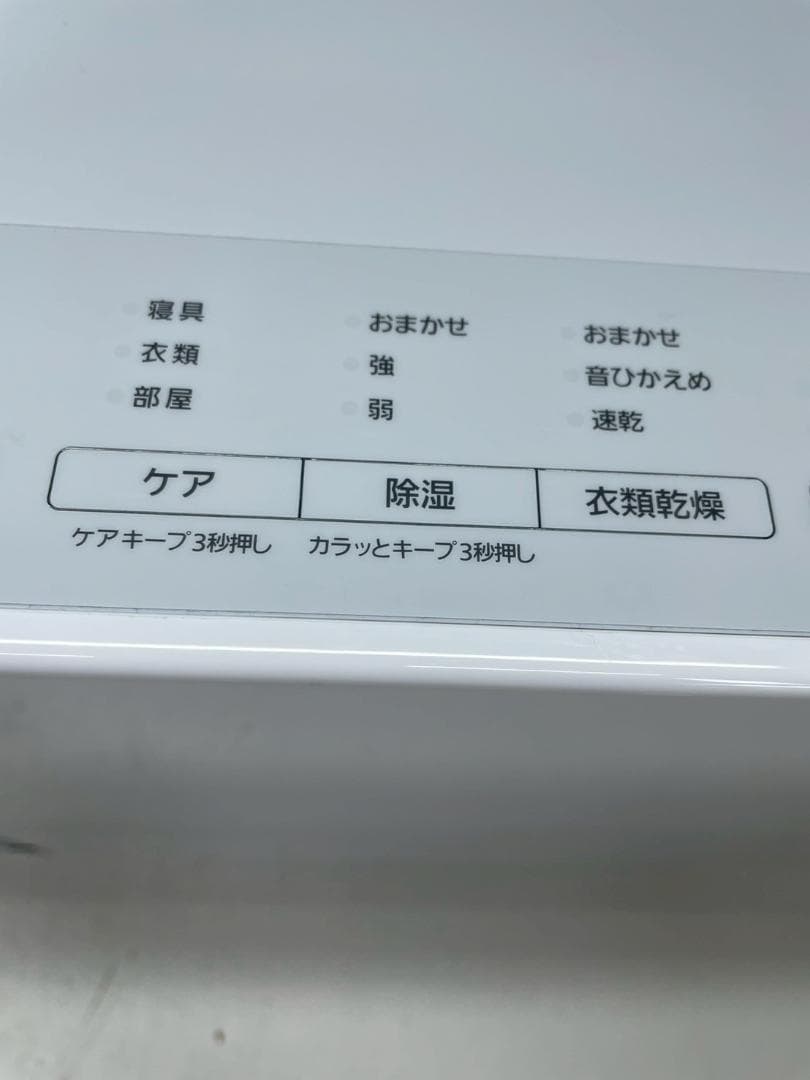 寝具
衣類
部屋
おまかせ
強
弱
おまかせ
音ひかえめ
速乾
ケア
除湿
衣類乾燥
ケアキープ3秒押し
カラッとキープ3秒押し